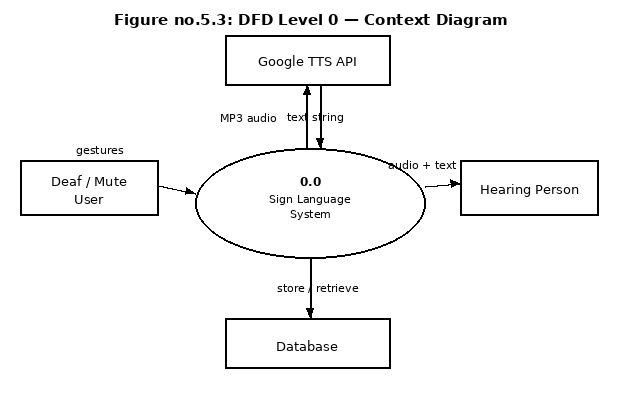 Figure no.5.3: DFD Level 0 — Context Diagram
Google TTS API
MP3 audio
text string
gestures
audio + text
Deaf / Mute
User
0.0
Sign Language
System
Hearing Person
store / retrieve
Database